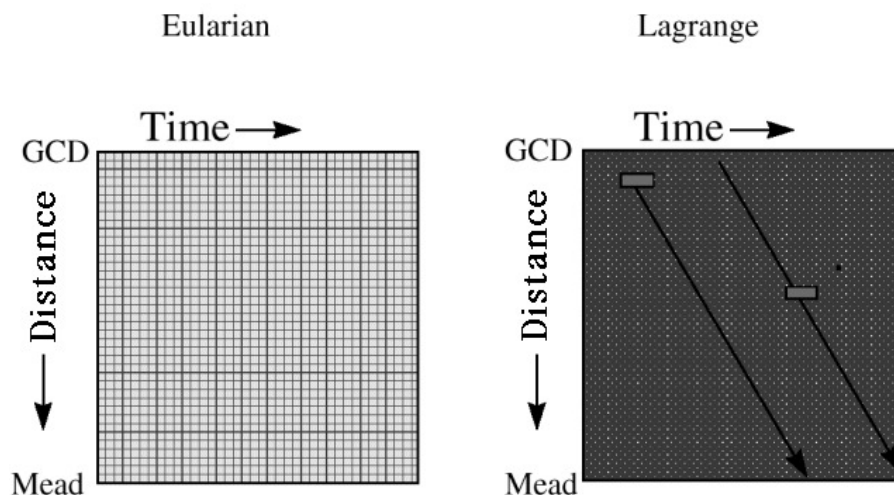 Eularian
Time
GCD
Distance
Mead
Lagrange
Time
GCD
Distance
Mead